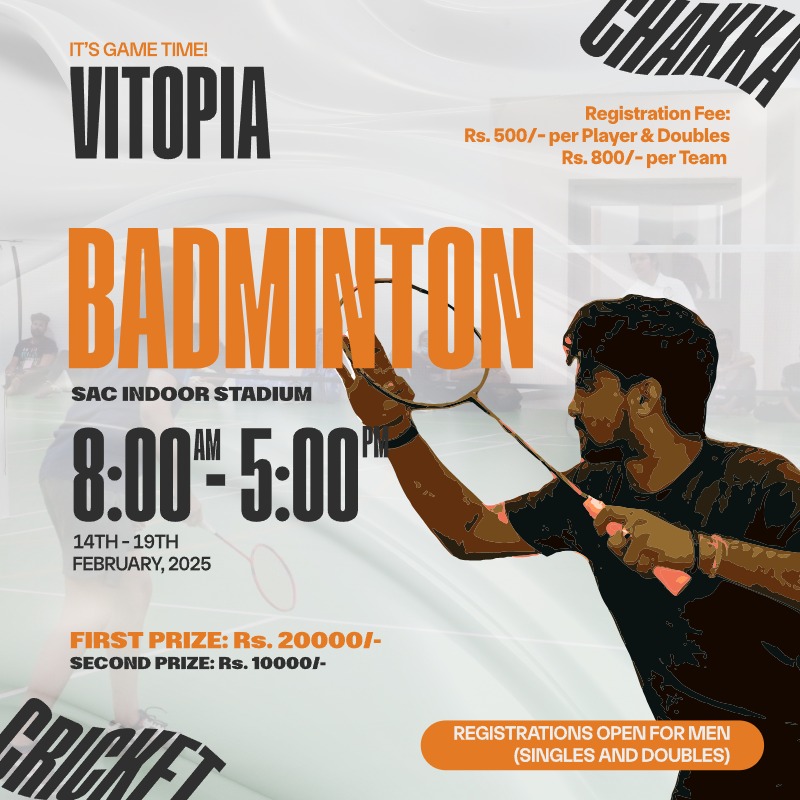 CHAKKA
IT'S GAME TIME!
VITOPIA
Registration Fee:
Rs. 500/- per Player & Doubles
Rs. 800/- per Team
BADMINTON
SAC INDOOR STADIUM
8:00AM - 5:00PM
14TH - 19TH
FEBRUARY, 2025
FIRST PRIZE: Rs. 20000/-
SECOND PRIZE: Rs. 10000/-
CRICKET
REGISTRATIONS OPEN FOR MEN
(SINGLES AND DOUBLES)